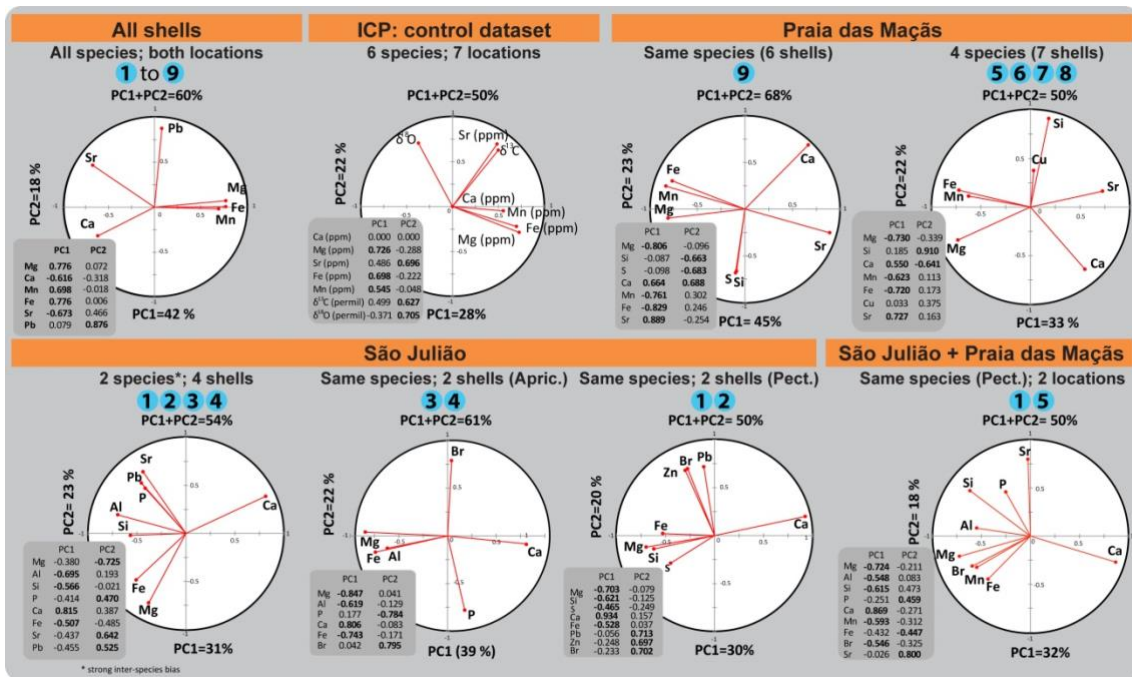 All shells
All species; both locations
1 to 9
PC1+PC2=60%
1
Pb
Sr
0.5
Mg
Fe
Mn
-1
-0.5
0.5
1
Ca
-0.5
PC2=18 %
PC1 PC2
Mg 0.776 0.072
Ca -0.616 -0.318
Mn 0.698 -0.018
Fe 0.776 0.006
Sr -0.673 0.466
Pb 0.079 0.876
PC1=42 %
ICP: control dataset
6 species; 7 locations
PC1+PC2=50%
1
δ¹⁸O
Sr (ppm)
δ¹³C
0.5
Ca (ppm)
Mn (ppm)
Fe (ppm)
Mg (ppm)
PC2=22 %
PC1 PC2
Ca (ppm) 0.000 0.000
Mg (ppm) 0.726 -0.288
Sr (ppm) 0.486 0.696
Fe (ppm) 0.698 -0.222
Mn (ppm) 0.545 -0.048
δ¹³C (permil) 0.499 0.627
δ¹⁸O (permil) -0.371 0.705
PC1=28%
Praia das Maçãs
Same species (6 shells)
9
PC1+PC2= 68%
Ca
Fe
Mn
Mg
Sr
S
Si
PC2= 23 %
PC1 PC2
Mg -0.806 -0.096
Si -0.087 -0.663
S -0.098 -0.683
Ca 0.664 0.688
Mn -0.761 0.302
Fe -0.829 0.246
Sr 0.889 -0.254
PC1= 45%
4 species (7 shells)
5 6 7 8
PC1+PC2= 50%
Si
Cu
Fe
Mn
Sr
Mg
Ca
PC2=22 %
PC1 PC2
Mg -0.730 -0.339
Si 0.185 0.910
Ca 0.550 -0.641
Mn -0.623 0.113
Fe -0.720 0.173
Cu 0.033 0.375
Sr 0.727 0.163
PC1=33 %
São Julião
2 species*; 4 shells
1 2 3 4
PC1+PC2=54%
Sr
Pb
P
Al
Ca
Si
Fe
Mg
PC2= 23 %
PC1 PC2
Mg -0.380 -0.725
Al -0.695 0.193
Si -0.566 -0.021
P -0.414 0.470
Ca 0.815 0.387
Fe -0.507 -0.485
Sr -0.437 0.642
Pb -0.455 0.525
PC1=31%
* strong inter-species bias
Same species; 2 shells (Apric.)
3 4
PC1+PC2=61%
Br
Mg
Al
Fe
Ca
P
PC2=22 %
PC1 PC2
Mg -0.847 0.041
Al -0.619 -0.129
P 0.177 -0.784
Ca 0.806 -0.083
Fe -0.743 -0.171
Br 0.042 0.795
PC1 (39 %)
Same species; 2 shells (Pect.)
1 2
PC1+PC2= 50%
Br
Pb
Zn
Fe
Ca
Mg
Si
S
PC2=20 %
PC1 PC2
Mg -0.703 -0.079
Si -0.621 -0.125
S -0.465 -0.249
Ca 0.934 0.157
Fe -0.528 0.037
Pb -0.056 0.713
Zn -0.248 0.697
Br -0.233 0.702
PC1=30%
São Julião + Praia das Maçãs
Same species (Pect.); 2 locations
1 5
PC1+PC2= 50%
Sr
Si
P
Al
Mg
Br
Mn
Fe
Ca
PC2= 18 %
PC1 PC2
Mg -0.724 -0.211
Al -0.548 0.083
Si -0.615 0.473
P -0.251 0.459
Ca 0.869 -0.271
Mn -0.593 -0.312
Fe -0.432 -0.447
Br -0.546 -0.325
Sr -0.026 0.800
PC1=32%